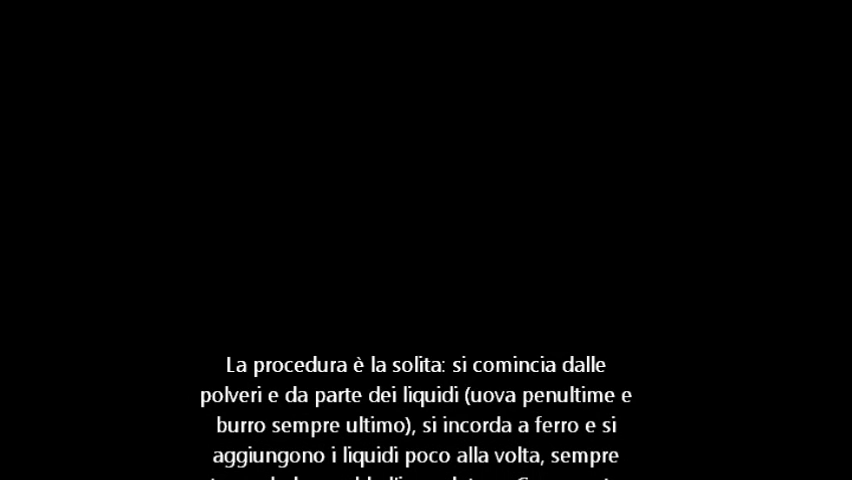 La procedura è la solita: si comincia dalle
polveri e da parte dei liquidi (uova penultime e
burro sempre ultimo), si incorda a ferro e si
aggiungono i liquidi poco alla volta, sempre